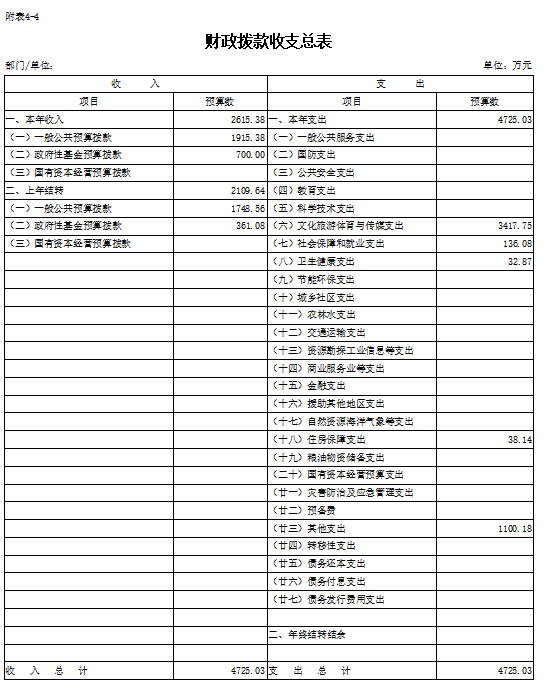 附表4-4
财政拨款收支总表
部门/单位： 单位：万元
收 入 支 出
项目 预算数 项目 预算数
一、本年收入 2615.38 一、本年支出 4725.03
（一）一般公共预算拨款 1915.38 （一）一般公共服务支出
（二）政府性基金预算拨款 700.00 （二）国防支出
（三）国有资本经营预算拨款 （三）公共安全支出
二、上年结转 2109.64 （四）教育支出
（一）一般公共预算拨款 1748.56 （五）科学技术支出
（二）政府性基金预算拨款 361.08 （六）文化旅游体育与传媒支出 3417.75
（三）国有资本经营预算拨款 （七）社会保障和就业支出 136.08
（八）卫生健康支出 32.87
（九）节能环保支出
（十）城乡社区支出
（十一）农林水支出
（十二）交通运输支出
（十三）资源勘探工业信息等支出
（十四）商业服务业等支出
（十五）金融支出
（十六）援助其他地区支出
（十七）自然资源海洋气象等支出
（十八）住房保障支出 38.14
（十九）粮油物资储备支出
（二十）国有资本经营预算支出
（廿一）灾害防治及应急管理支出
（廿二）预备费
（廿三）其他支出 1100.18
（廿四）转移性支出
（廿五）债务还本支出
（廿六）债务付息支出
（廿七）债务发行费用支出
二、年终结转结余
收 入 总 计 4725.03 支 出 总 计 4725.03